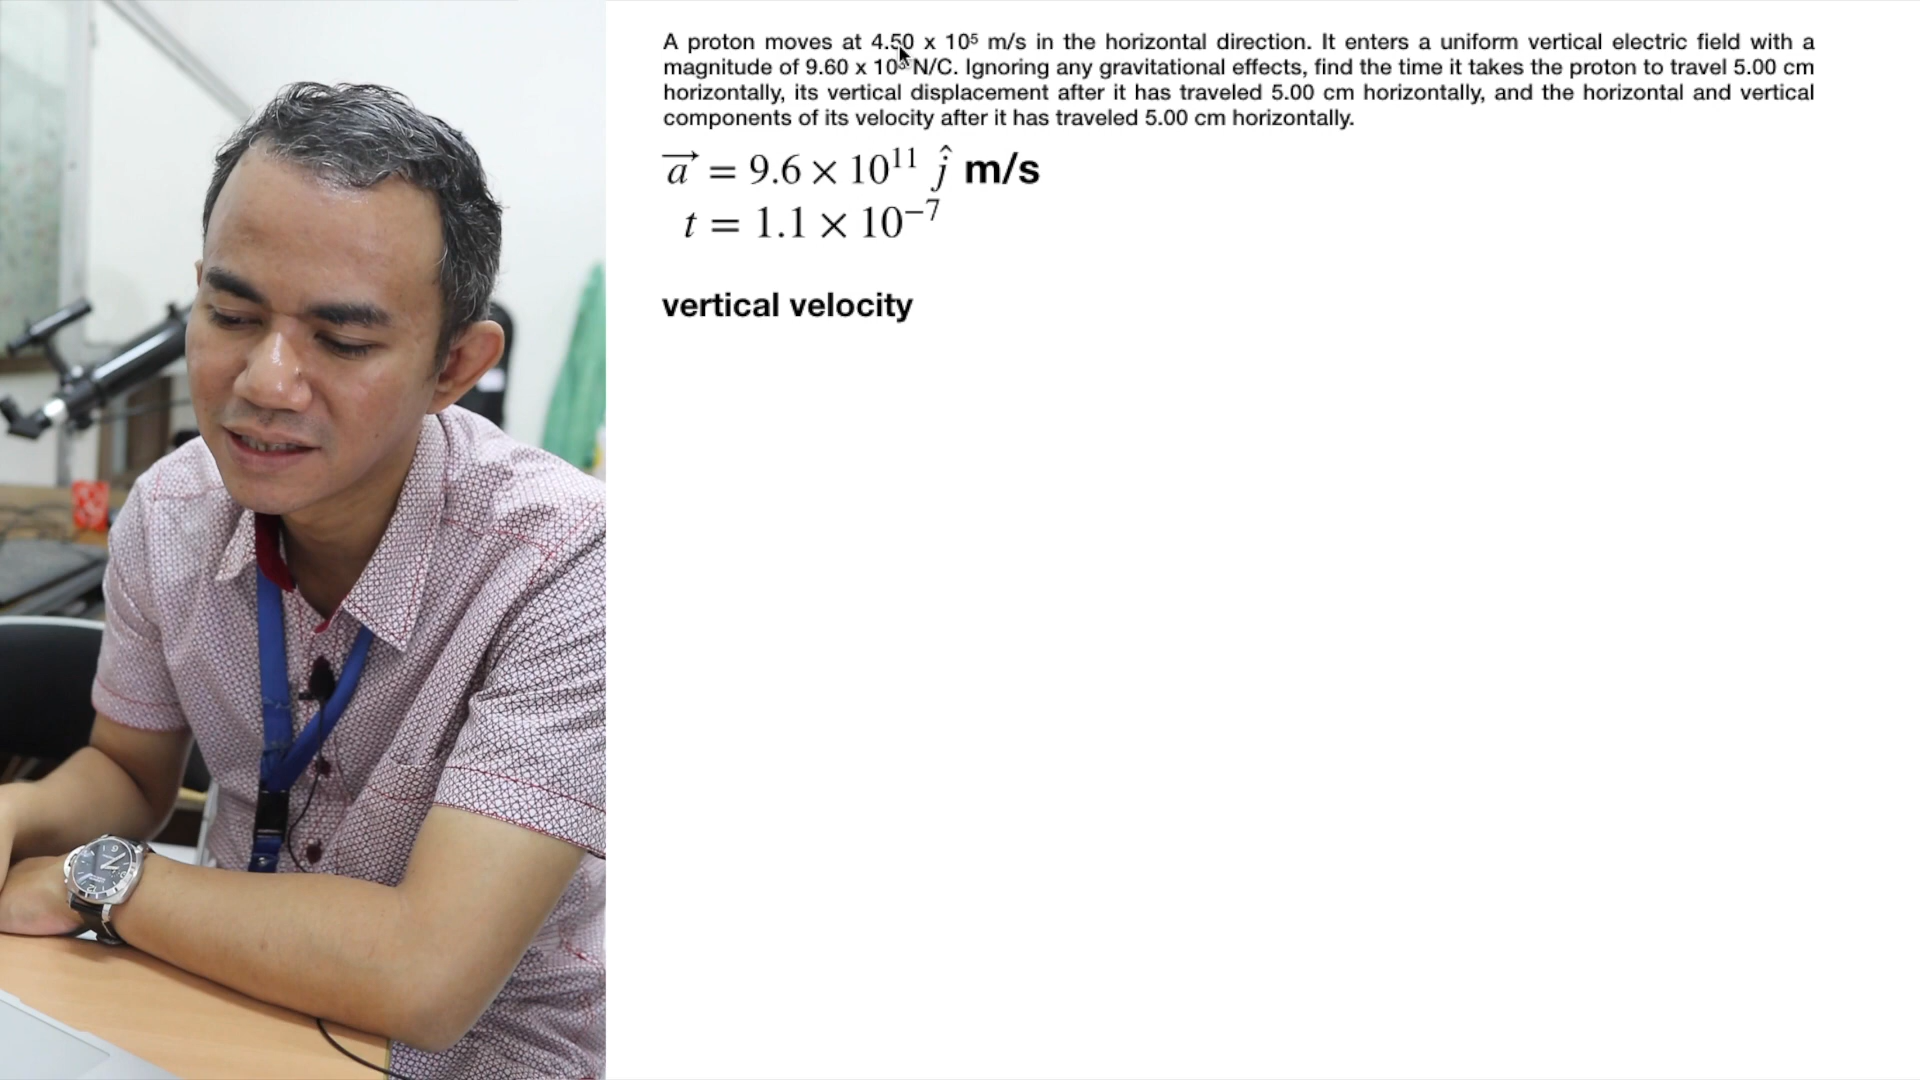 A proton moves at 4.50 x 10⁵ m/s in the horizontal direction. It enters a uniform vertical electric field with a
magnitude of 9.60 x 10³ N/C. Ignoring any gravitational effects, find the time it takes the proton to travel 5.00 cm
horizontally, its vertical displacement after it has traveled 5.00 cm horizontally, and the horizontal and vertical
components of its velocity after it has traveled 5.00 cm horizontally.
a⃗ = 9.6 × 10¹¹ ĵ m/s
t = 1.1 × 10⁻⁷
vertical velocity